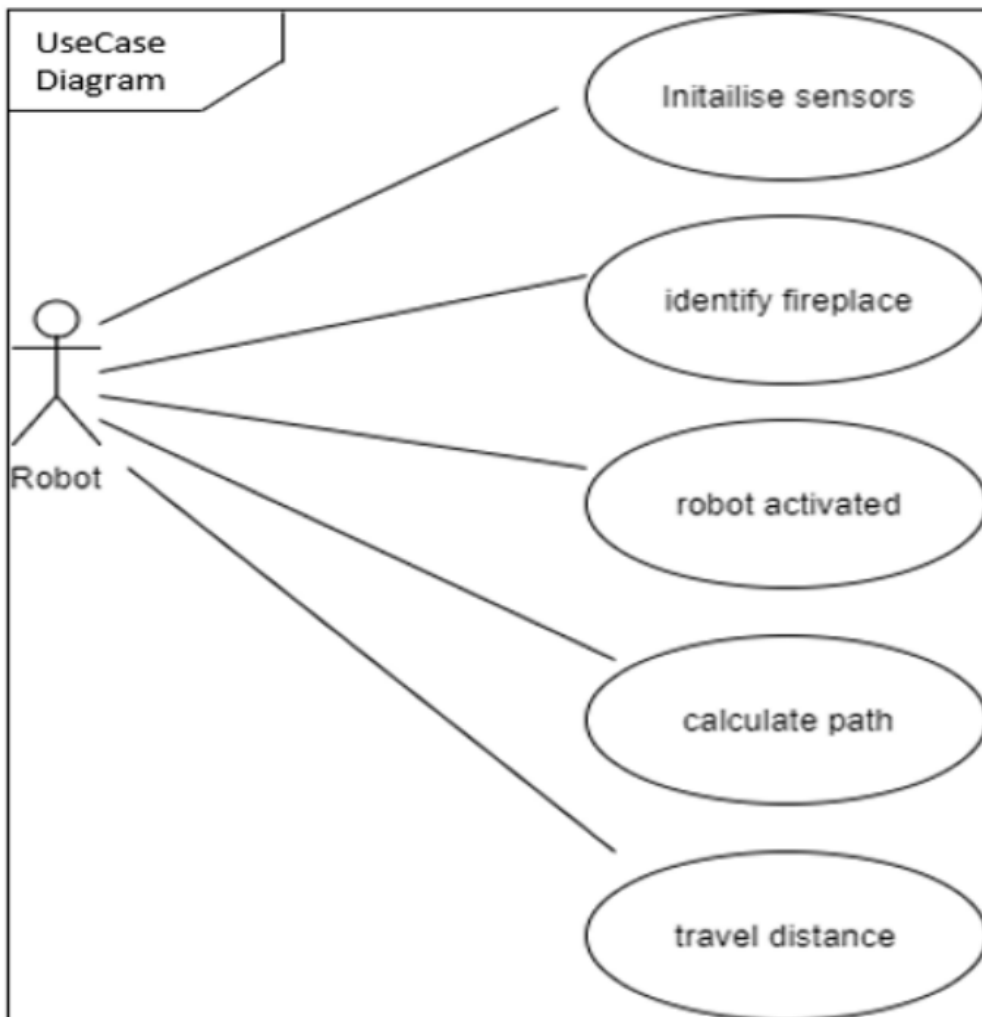 UseCase
Diagram
Initailise sensors
identify fireplace
robot activated
Robot
calculate path
travel distance